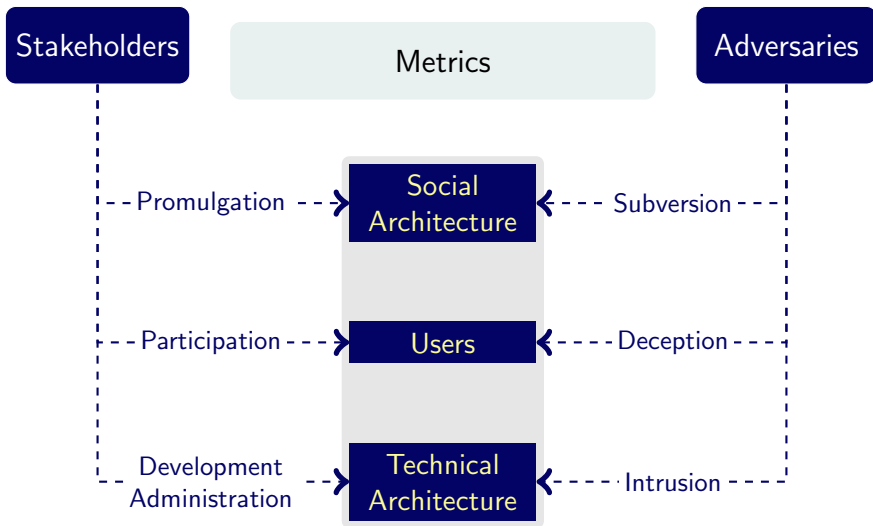 Stakeholders
Metrics
Adversaries
Promulgation
Social
Architecture
Subversion
Participation
Users
Deception
Development
Administration
Technical
Architecture
Intrusion